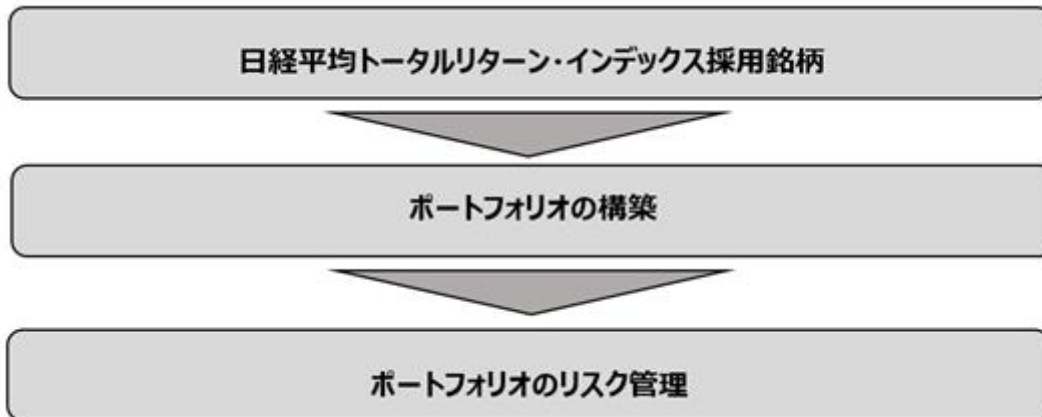 日経平均トータルリターン・インデックス採用銘柄
ポートフォリオの構築
ポートフォリオのリスク管理